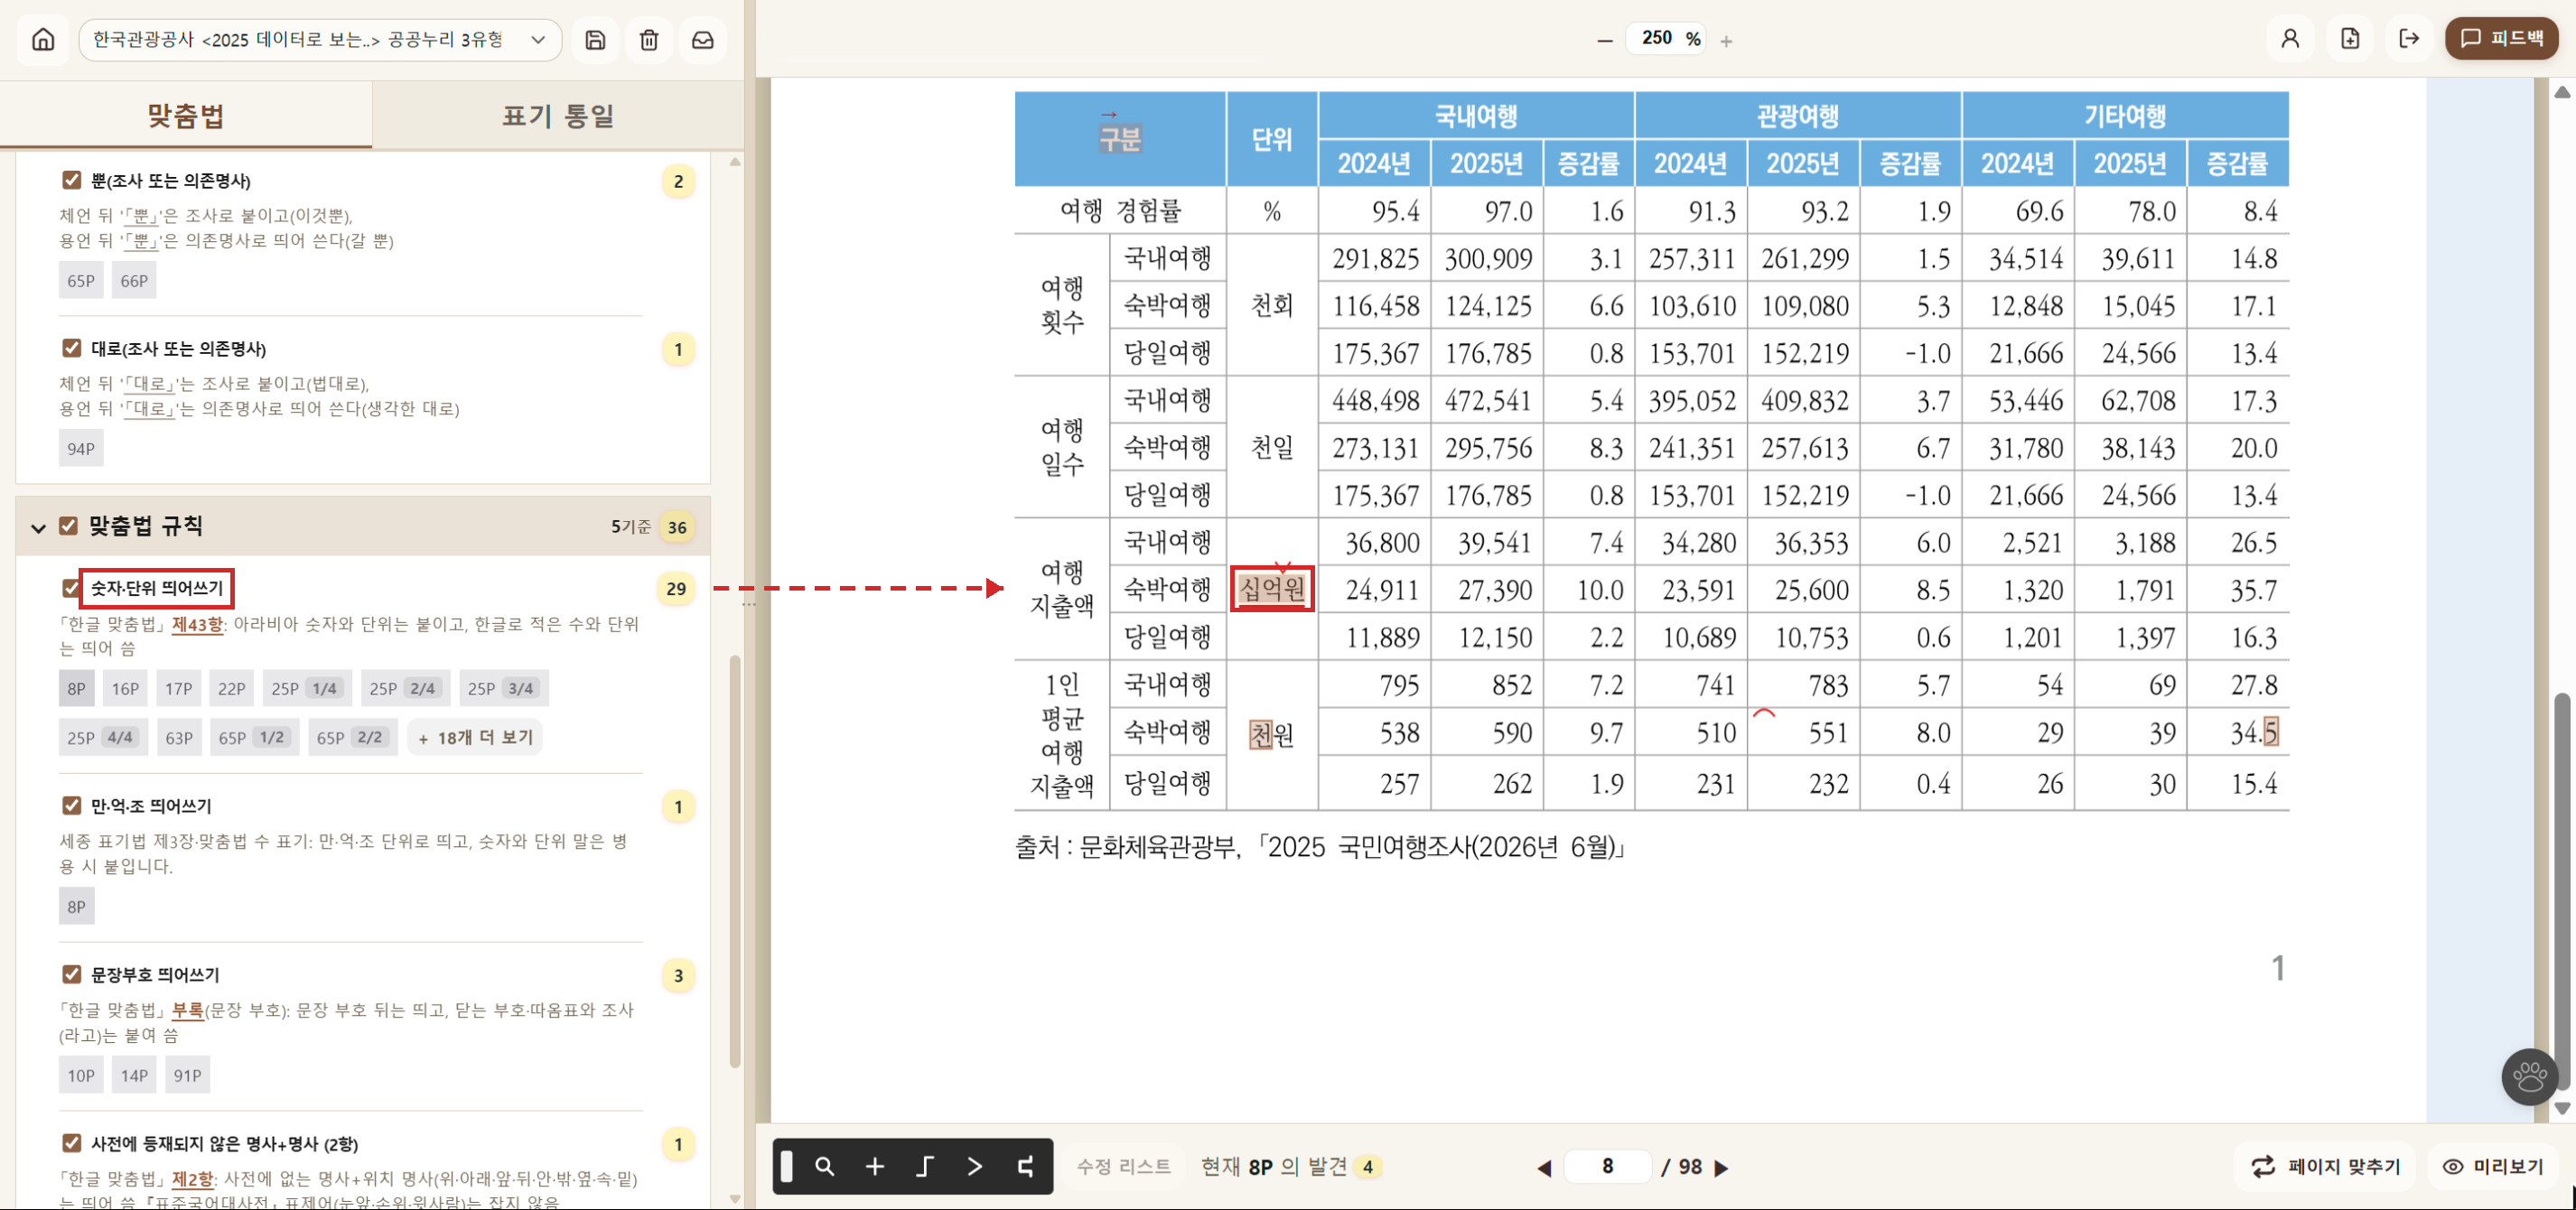 한국관광공사 <2025 데이터로 보는..> 공공누리 3유형
250 %
피드백
맞춤법
표기 통일
뿐(조사 또는 의존명사)
2
체언 뒤 '「뿐」'은 조사로 붙이고(이것뿐),
용언 뒤 '「뿐」'은 의존명사로 띄어 쓴다(갈 뿐)
65P 66P
대로(조사 또는 의존명사)
1
체언 뒤 '「대로」'는 조사로 붙이고(법대로),
용언 뒤 '「대로」'는 의존명사로 띄어 쓴다(생각한 대로)
94P
맞춤법 규칙
5기준 36
숫자·단위 띄어쓰기
29
「한글 맞춤법」 제43항: 아라비아 숫자와 단위는 붙이고, 한글로 적은 수와 단위
는 띄어 씀
8P 16P 17P 22P 25P 1/4 25P 2/4 25P 3/4
25P 4/4 63P 65P 1/2 65P 2/2 + 18개 더 보기
만·억·조 띄어쓰기
1
세종 표기법 제3장·맞춤법 수 표기: 만·억·조 단위로 띄고, 숫자와 단위 말은 병
용 시 붙입니다.
8P
문장부호 띄어쓰기
3
「한글 맞춤법」 부록(문장 부호): 문장 부호 뒤는 띄고, 닫는 부호·따옴표와 조사
(라고)는 붙여 씀
10P 14P 91P
사전에 등재되지 않은 명사+명사 (2항)
1
「한글 맞춤법」 제2항: 사전에 없는 명사+위치 명사(위·아래·앞·뒤·안·밖·옆·속·밑)
는 띄어 씀『표준국어대사전』표제어(눈앞·손위·윗사람)는 잡지 않음
구분 단위 국내여행 관광여행 기타여행
2024년 2025년 증감률 2024년 2025년 증감률 2024년 2025년 증감률
여행 경험률 % 95.4 97.0 1.6 91.3 93.2 1.9 69.6 78.0 8.4
여행 횟수 국내여행 천회 291,825 300,909 3.1 257,311 261,299 1.5 34,514 39,611 14.8
숙박여행 116,458 124,125 6.6 103,610 109,080 5.3 12,848 15,045 17.1
당일여행 175,367 176,785 0.8 153,701 152,219 -1.0 21,666 24,566 13.4
여행 일수 국내여행 천일 448,498 472,541 5.4 395,052 409,832 3.7 53,446 62,708 17.3
숙박여행 273,131 295,756 8.3 241,351 257,613 6.7 31,780 38,143 20.0
당일여행 175,367 176,785 0.8 153,701 152,219 -1.0 21,666 24,566 13.4
여행 지출액 국내여행 십억원 36,800 39,541 7.4 34,280 36,353 6.0 2,521 3,188 26.5
숙박여행 24,911 27,390 10.0 23,591 25,600 8.5 1,320 1,791 35.7
당일여행 11,889 12,150 2.2 10,689 10,753 0.6 1,201 1,397 16.3
1인 평균 여행 지출액 국내여행 천원 795 852 7.2 741 783 5.7 54 69 27.8
숙박여행 538 590 9.7 510 551 8.0 29 39 34.5
당일여행 257 262 1.9 231 232 0.4 26 30 15.4
출처 : 문화체육관광부, 「2025 국민여행조사(2026년 6월)」
1
수정 리스트 현재 8P 의 발견 4
8 / 98
페이지 맞추기 미리보기